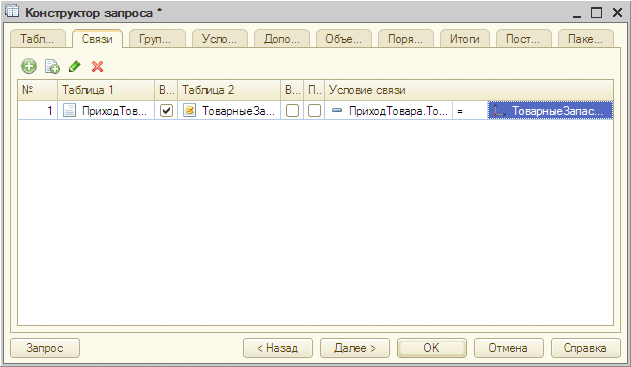 Конструктор запроса *
Табл... Связи Груп... Усло... Допо... Объе... Поря... Итоги Пост... Паке...
№ Таблица 1 В... Таблица 2 В... П... Условие связи
1 ПриходТов... ТоварныеЗа... ПриходТовара.То... = ТоварныеЗапас...
Запрос < Назад Далее > OK Отмена Справка